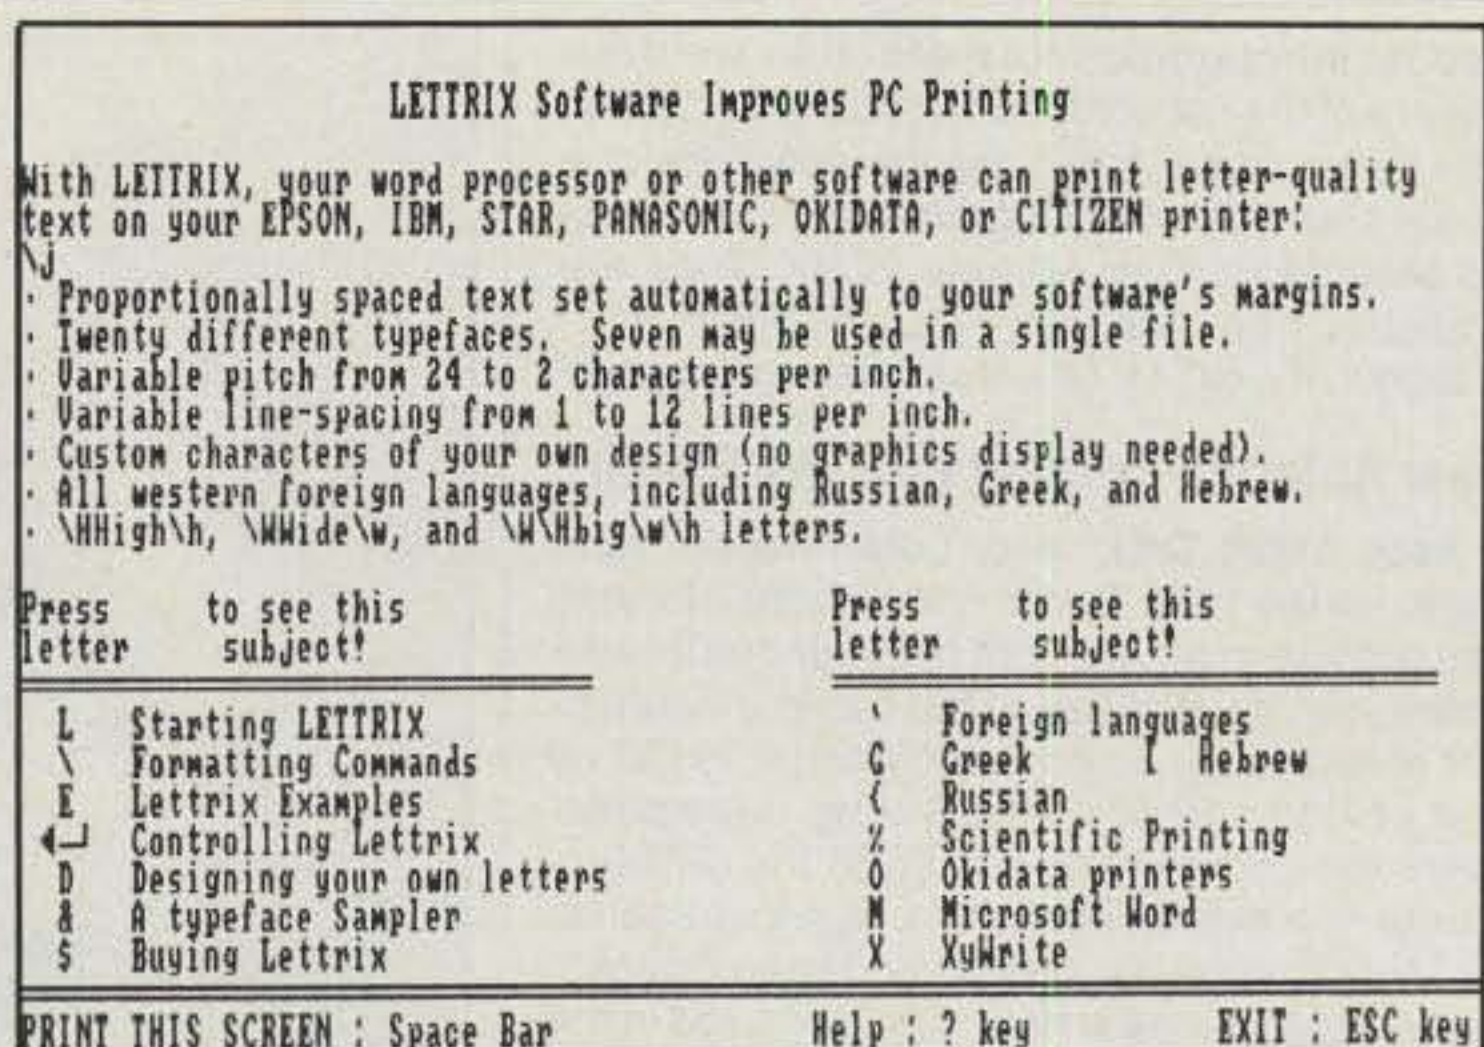 LETTRIX Software Improves PC Printing
With LETTRIX, your word processor or other software can print letter-quality
text on your EPSON, IBM, STAR, PANASONIC, OKIDATA, or CITIZEN printer!
\j
· Proportionally spaced text set automatically to your software's margins.
· Twenty different typefaces. Seven may be used in a single file.
· Variable pitch from 24 to 2 characters per inch.
· Variable line-spacing from 1 to 12 lines per inch.
· Custom characters of your own design (no graphics display needed).
· All western foreign languages, including Russian, Greek, and Hebrew.
· \HHigh\h, \WWide\w, and \W\Hbig\w\h letters.
Press to see this Press to see this
letter subject! letter subject!
L Starting LETTRIX ` Foreign languages
\ Formatting Commands G Greek [ Hebrew
E Lettrix Examples { Russian
◄┘ Controlling Lettrix % Scientific Printing
D Designing your own letters O Okidata printers
& A typeface Sampler M Microsoft Word
$ Buying Lettrix X XyWrite
PRINT THIS SCREEN : Space Bar Help : ? key EXIT : ESC key